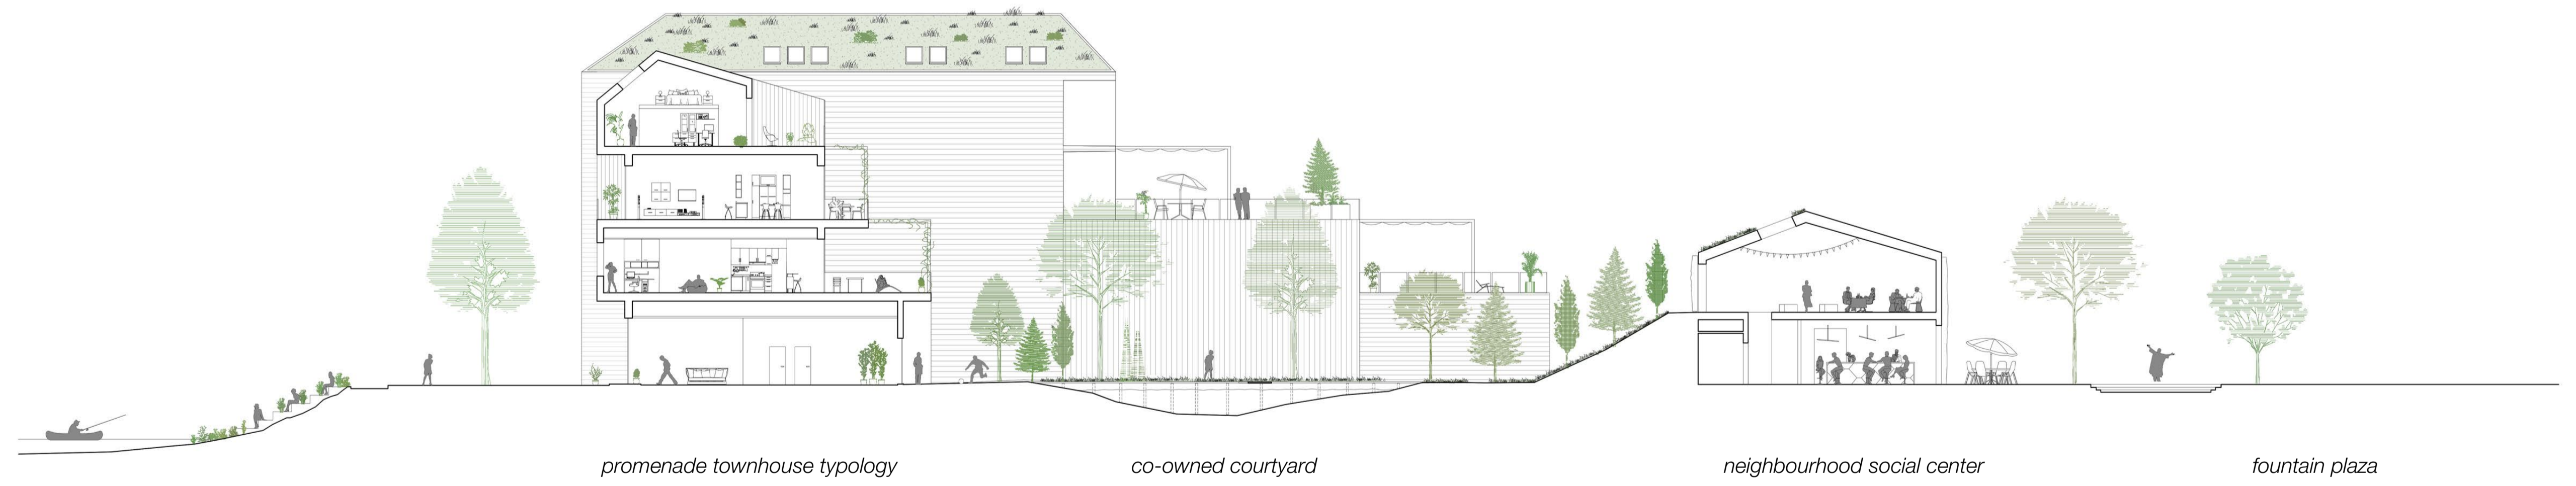 promenade townhouse typology
co-owned courtyard
neighbourhood social center
fountain plaza